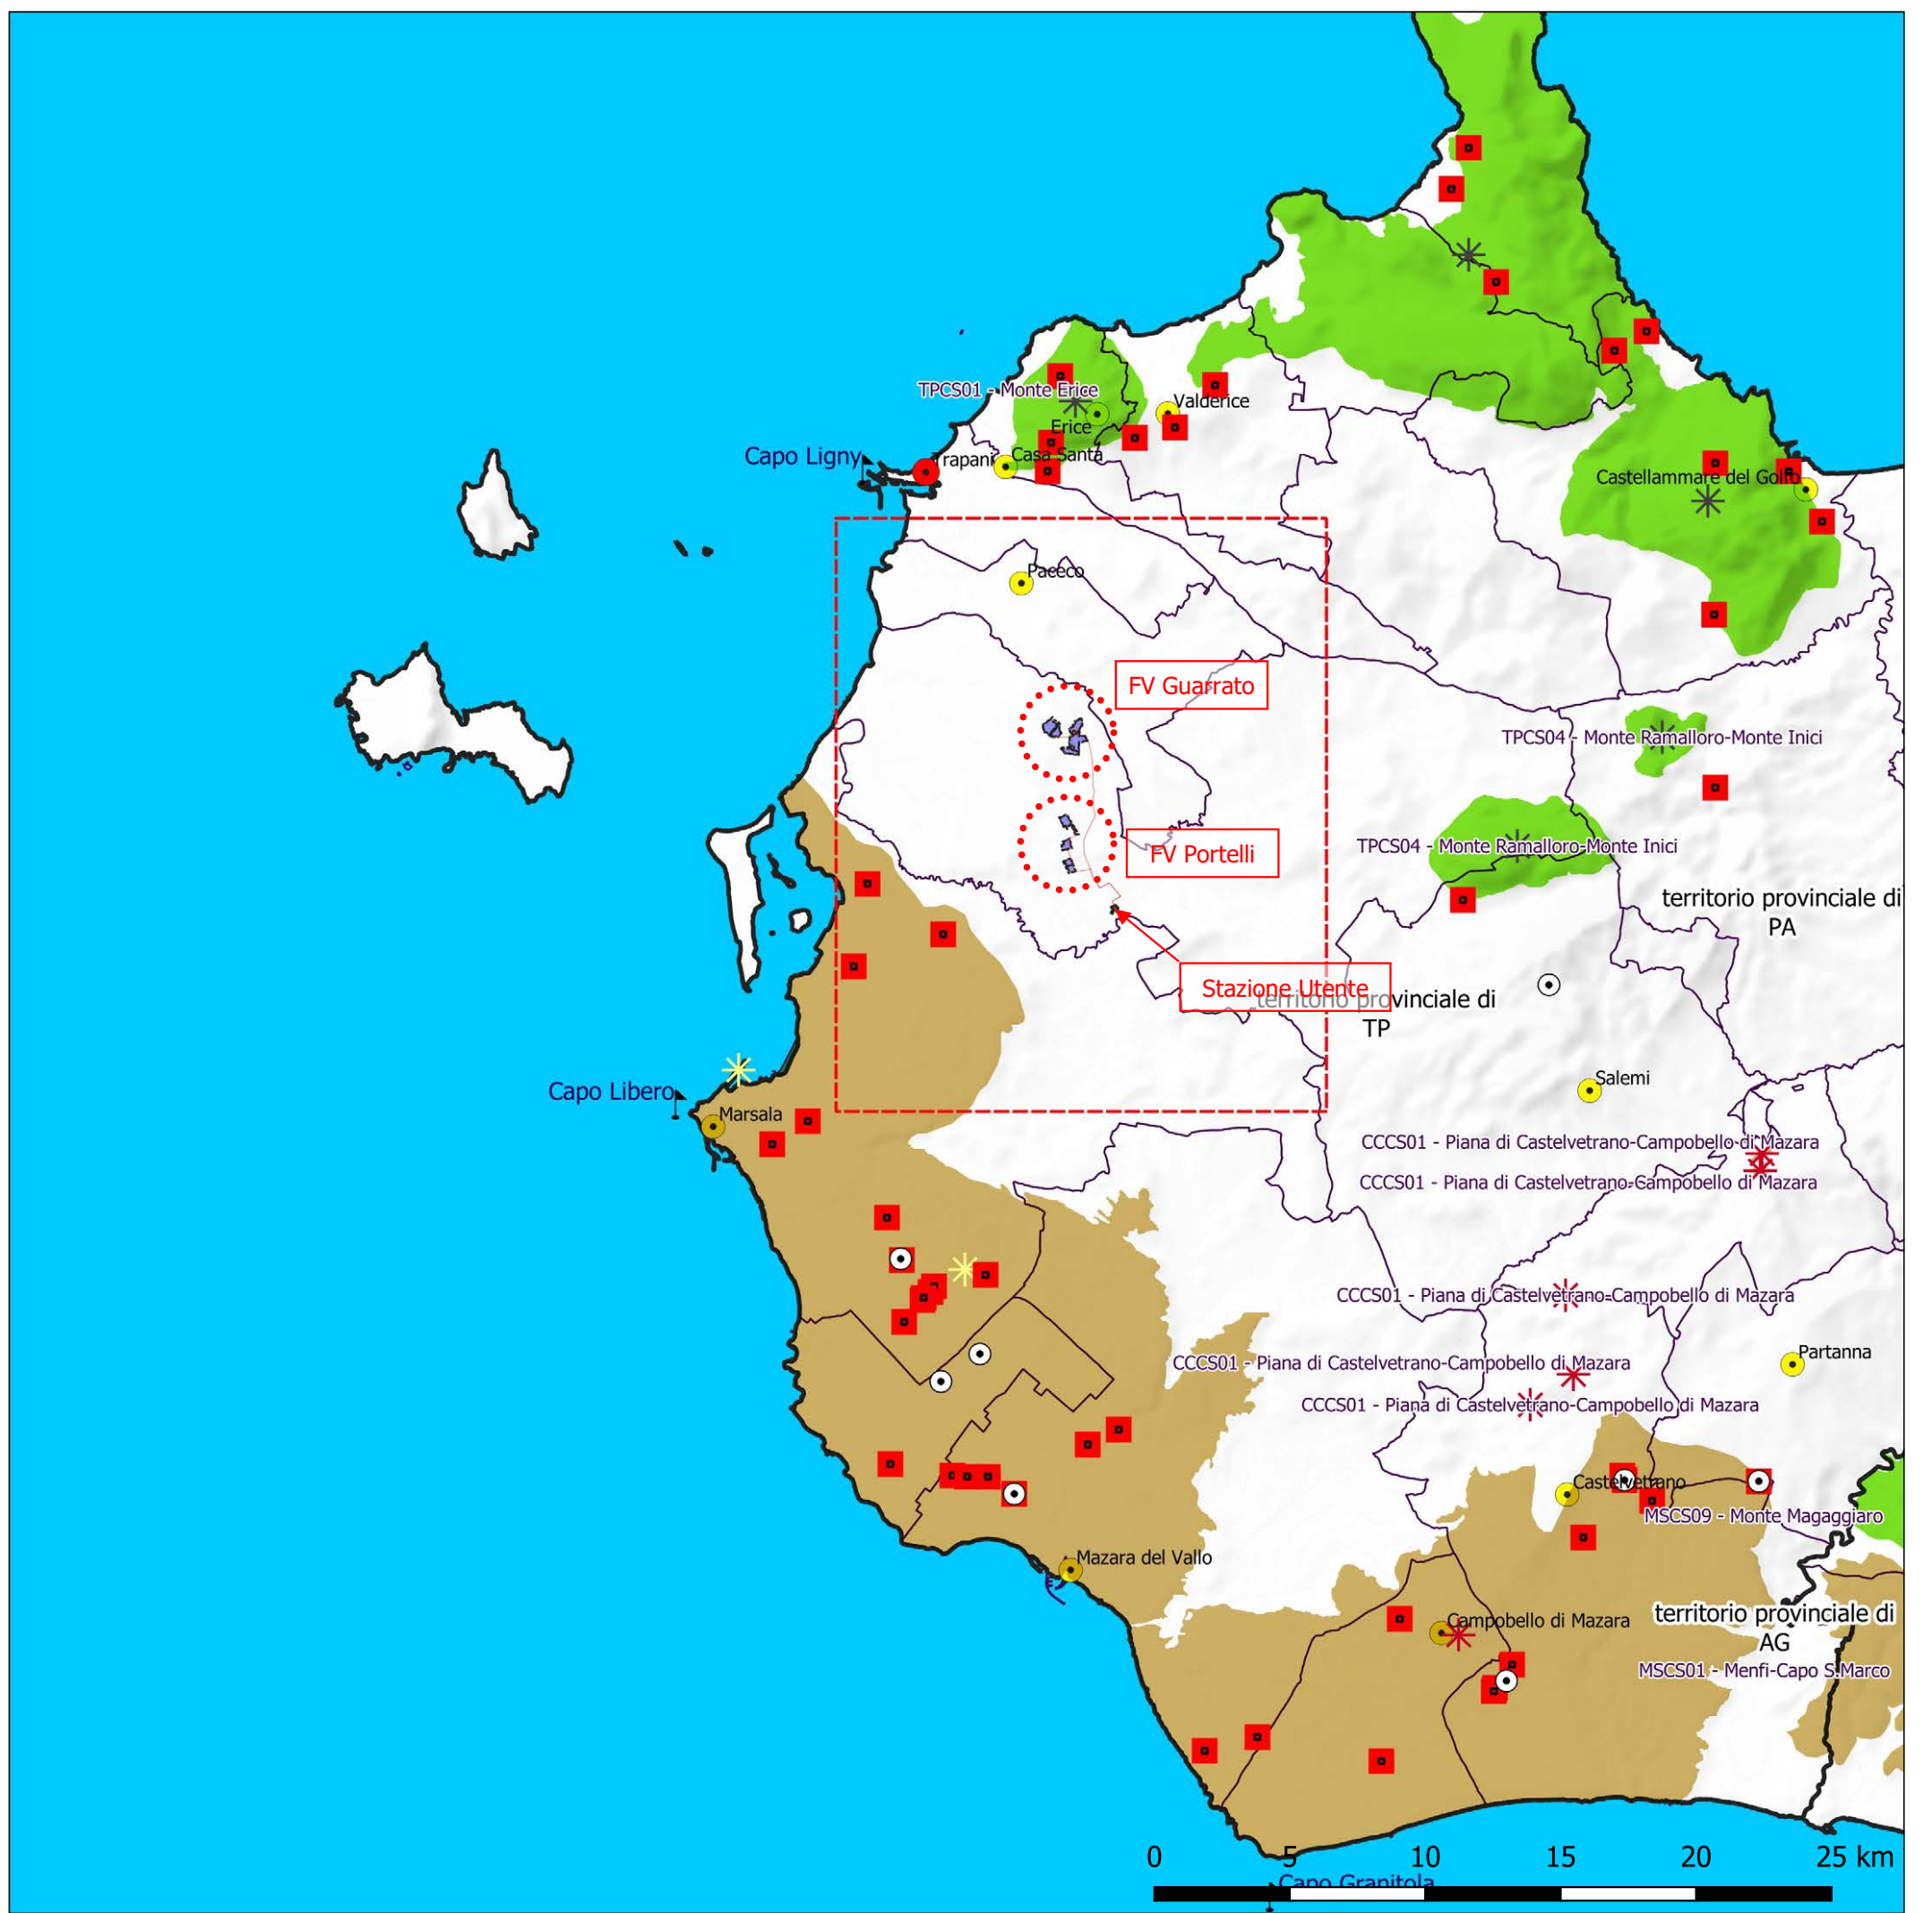 TPCS01 - Monte Erice
Valderice
Erice
Capo Ligny
Trapani
Casa Santa
Castellammare del Golfo
Paceco
FV Guarrato
TPCS04 - Monte Ramalloro-Monte Inici
FV Portelli
TPCS04 - Monte Ramalloro-Monte Inici
territorio provinciale di
PA
Stazione Utente
territorio provinciale di
TP
Salemi
Capo Libero
Marsala
CCCS01 - Piana di Castelvetrano-Campobello di Mazara
CCCS01 - Piana di Castelvetrano-Campobello di Mazara
CCCS01 - Piana di Castelvetrano-Campobello di Mazara
Partanna
CCCS01 - Piana di Castelvetrano-Campobello di Mazara
CCCS01 - Piana di Castelvetrano-Campobello di Mazara
Castelvetrano
MSCS09 - Monte Magaggiaro
Mazara del Vallo
Campobello di Mazara
territorio provinciale di
AG
MSCS01 - Menfi-Capo S.Marco
0 5 10 15 20 25 km
Capo Granitola